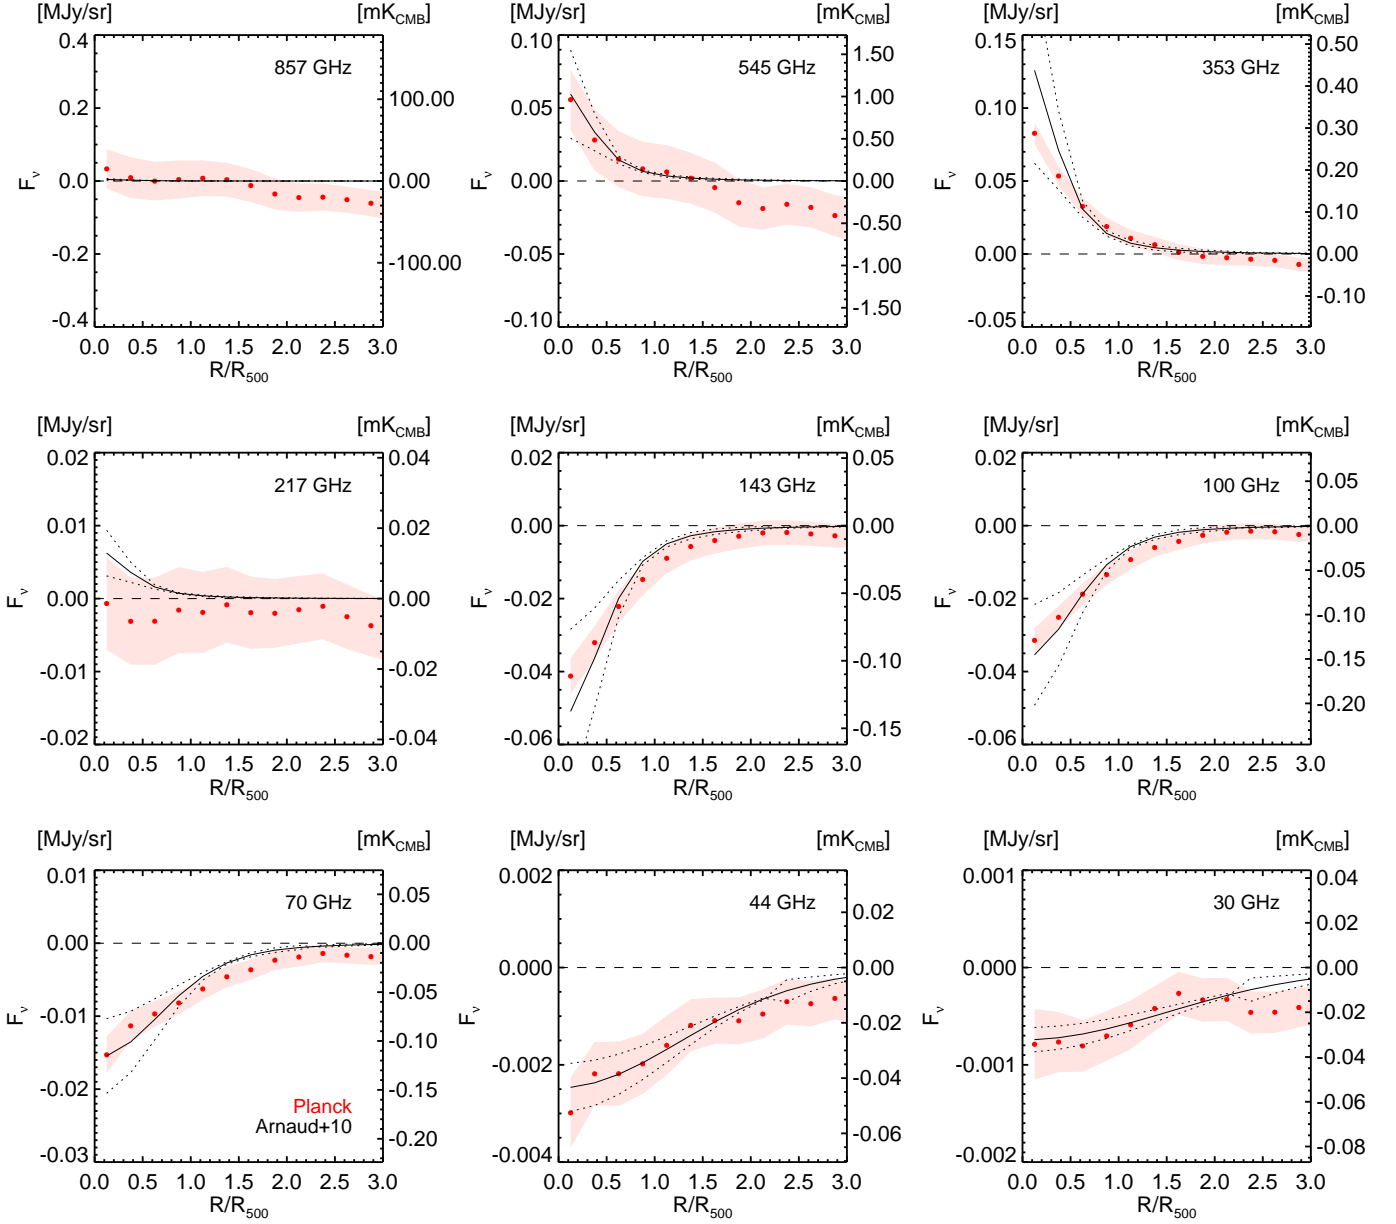 [MJy/sr] [mK_CMB] [MJy/sr] [mK_CMB] [MJy/sr] [mK_CMB]
0.4 0.10 1.50 0.15 0.50
857 GHz 545 GHz 353 GHz
0.2 100.00 0.05 1.00 0.10 0.40
0.50 0.30
F_ν 0.0 0.00 F_ν 0.00 0.00 F_ν 0.05 0.20
-0.50 0.10
-0.2 -100.00 -0.05 -1.00 0.00 0.00
-1.50 -0.10
-0.4 -0.10 -0.05
0.0 0.5 1.0 1.5 2.0 2.5 3.0 0.0 0.5 1.0 1.5 2.0 2.5 3.0 0.0 0.5 1.0 1.5 2.0 2.5 3.0
R/R_500 R/R_500 R/R_500
[MJy/sr] [mK_CMB] [MJy/sr] [mK_CMB] [MJy/sr] [mK_CMB]
0.02 0.04 0.02 0.05 0.02 0.05
217 GHz 143 GHz 100 GHz
0.01 0.02 0.00 0.00 0.00 0.00
F_ν 0.00 0.00 F_ν -0.02 -0.05 F_ν -0.02 -0.05
-0.10
-0.01 -0.02 -0.04 -0.10 -0.04 -0.15
-0.15 -0.20
-0.02 -0.04 -0.06 -0.06
0.0 0.5 1.0 1.5 2.0 2.5 3.0 0.0 0.5 1.0 1.5 2.0 2.5 3.0 0.0 0.5 1.0 1.5 2.0 2.5 3.0
R/R_500 R/R_500 R/R_500
[MJy/sr] [mK_CMB] [MJy/sr] [mK_CMB] [MJy/sr] [mK_CMB]
0.01 0.05 0.002 0.02 0.001 0.04
70 GHz 44 GHz 30 GHz
0.00 0.00 0.000 0.00 0.000 0.02
0.00
F_ν -0.01 -0.05 F_ν -0.02 F_ν -0.02
-0.10 -0.002 -0.04 -0.001 -0.04
-0.02 -0.15 -0.06 -0.06
Planck
Arnaud+10
-0.20 -0.08
-0.03 -0.004 -0.002
0.0 0.5 1.0 1.5 2.0 2.5 3.0 0.0 0.5 1.0 1.5 2.0 2.5 3.0 0.0 0.5 1.0 1.5 2.0 2.5 3.0
R/R_500 R/R_500 R/R_500